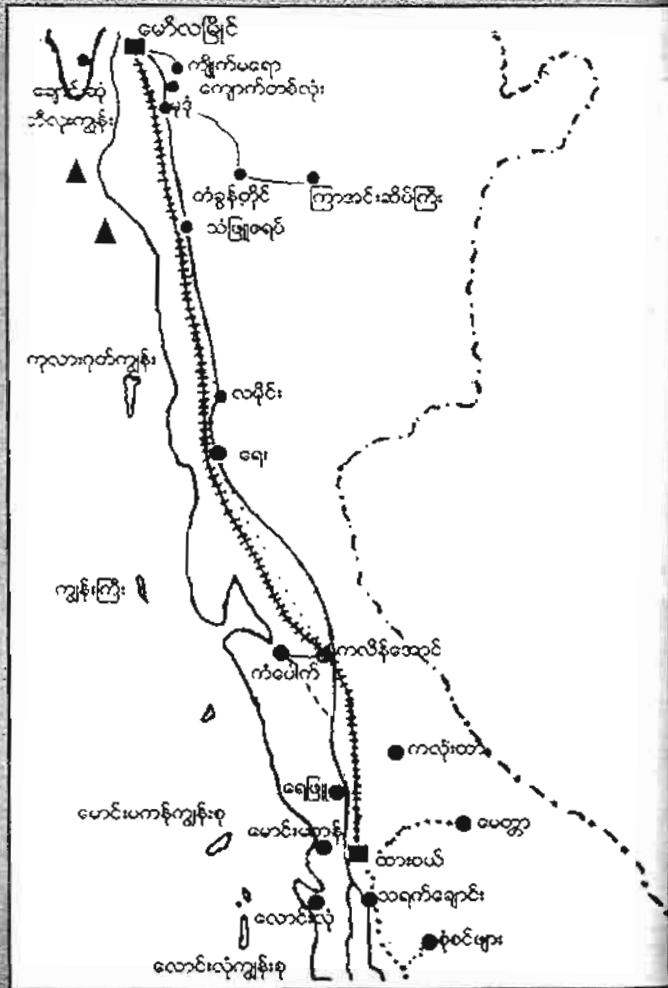 မော်လမြိုင်
ကျိုက်မရော
ကျောက်တစ်လုံး
ချောင်းဆုံ
မုဒုံ
ဘီလူးကျွန်း
တံခွန်တိုင်
ကြာအင်းဆိပ်ကြီး
သံဖြူဇရပ်
ကုလားဂုတ်ကျွန်း
လမိုင်း
ရေး
ကျွန်းကြီး
ကလိန်အောင်
ကံပေါက်
ကလုံးထာ
ရေဖြူ
မောင်းမကန်ကျွန်းစု
မောင်းမကန်
မေတ္တာ
ထားဝယ်
သရက်ချောင်း
လောင်းလုံ
စုံစင်ဖျား
လောင်းလုံကျွန်းစု